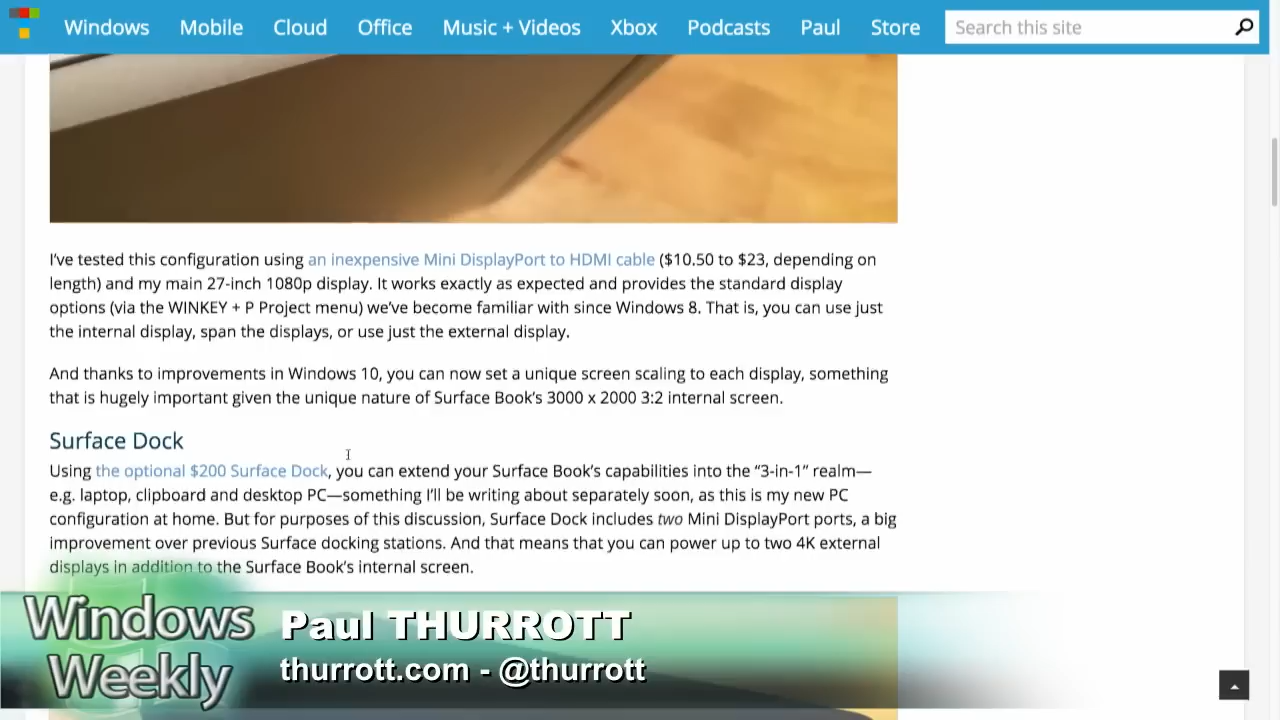 Windows Mobile Cloud Office Music + Videos Xbox Podcasts Paul Store Search this site
I’ve tested this configuration using an inexpensive Mini DisplayPort to HDMI cable ($10.50 to $23, depending on
length) and my main 27-inch 1080p display. It works exactly as expected and provides the standard display
options (via the WINKEY + P Project menu) we’ve become familiar with since Windows 8. That is, you can use just
the internal display, span the displays, or use just the external display.
And thanks to improvements in Windows 10, you can now set a unique screen scaling to each display, something
that is hugely important given the unique nature of Surface Book’s 3000 x 2000 3:2 internal screen.
Surface Dock
Using the optional $200 Surface Dock, you can extend your Surface Book’s capabilities into the “3-in-1” realm—
e.g. laptop, clipboard and desktop PC—something I’ll be writing about separately soon, as this is my new PC
configuration at home. But for purposes of this discussion, Surface Dock includes two Mini DisplayPort ports, a big
improvement over previous Surface docking stations. And that means that you can power up to two 4K external
displays in addition to the Surface Book’s internal screen.
Windows
Weekly
Paul THURROTT
thurrott.com - @thurrott